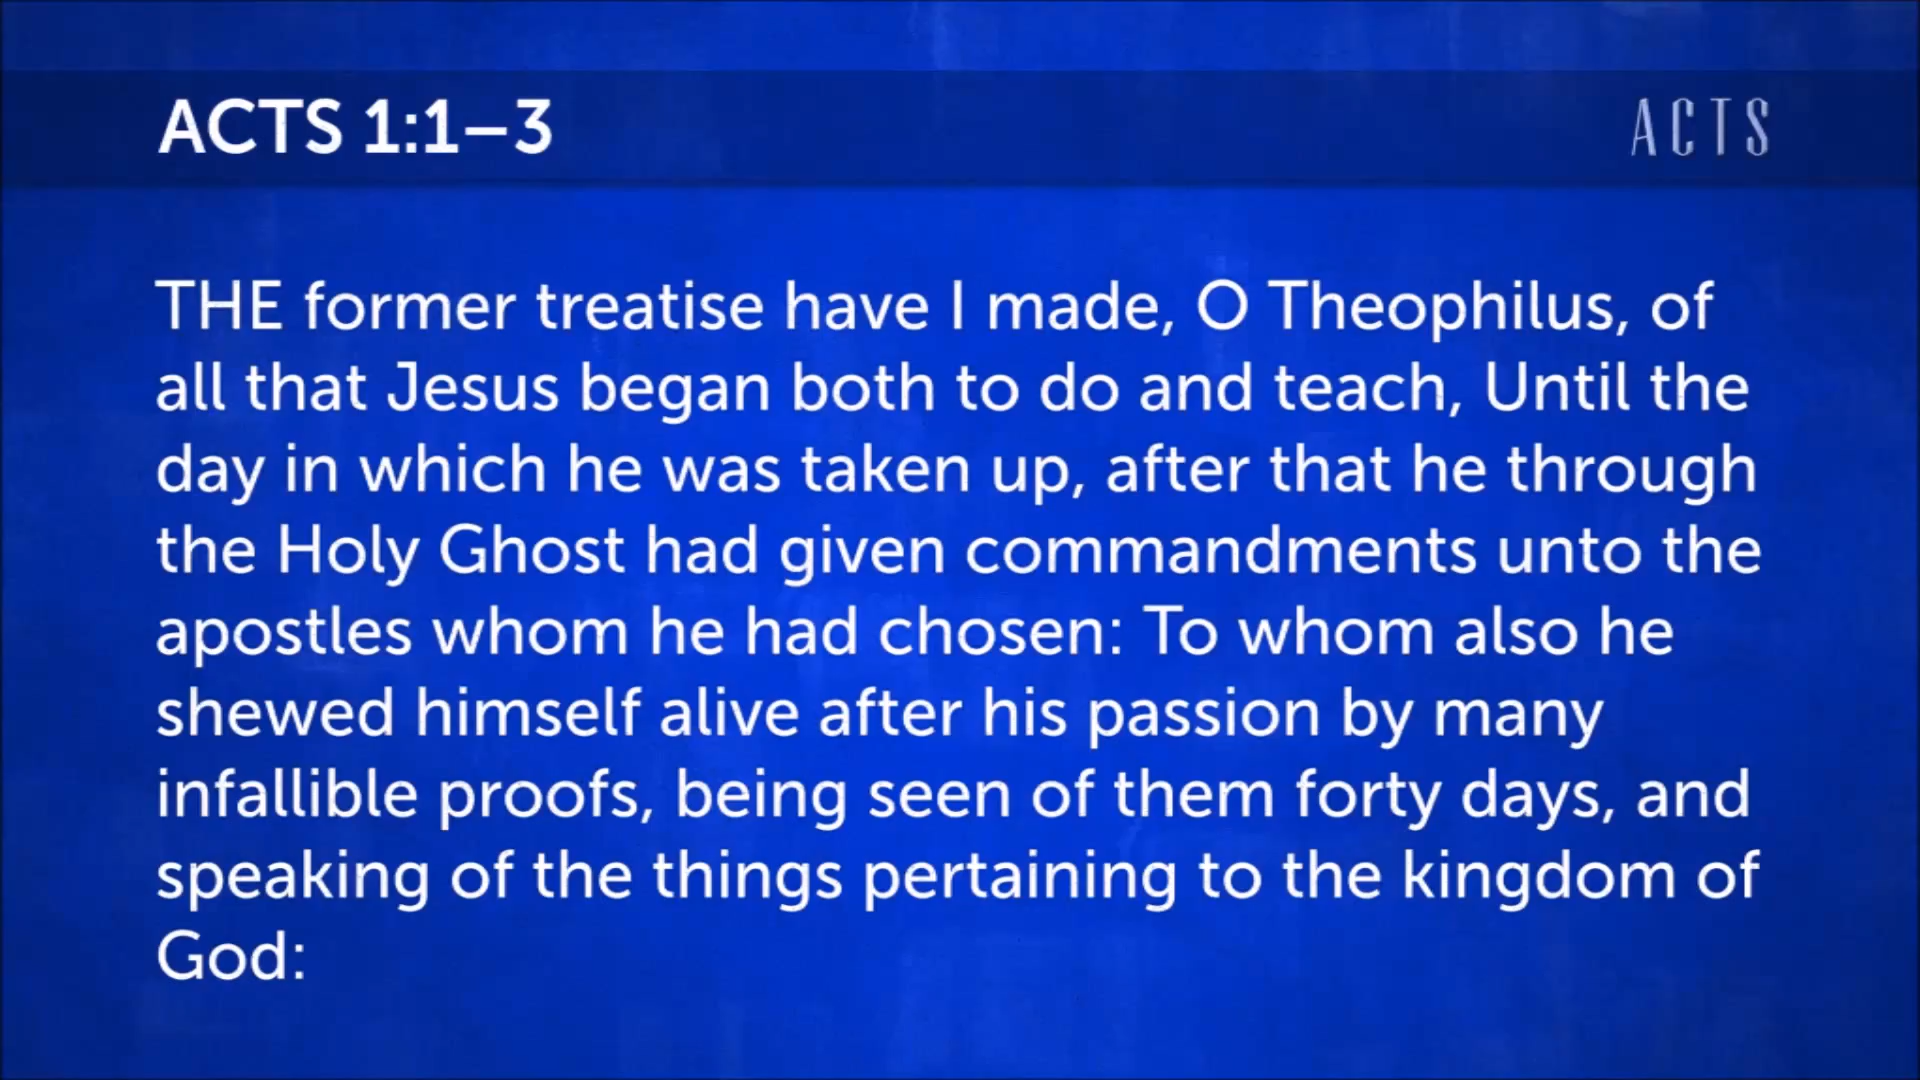 ACTS 1:1–3
ACTS
THE former treatise have I made, O Theophilus, of
all that Jesus began both to do and teach, Until the
day in which he was taken up, after that he through
the Holy Ghost had given commandments unto the
apostles whom he had chosen: To whom also he
shewed himself alive after his passion by many
infallible proofs, being seen of them forty days, and
speaking of the things pertaining to the kingdom of
God: